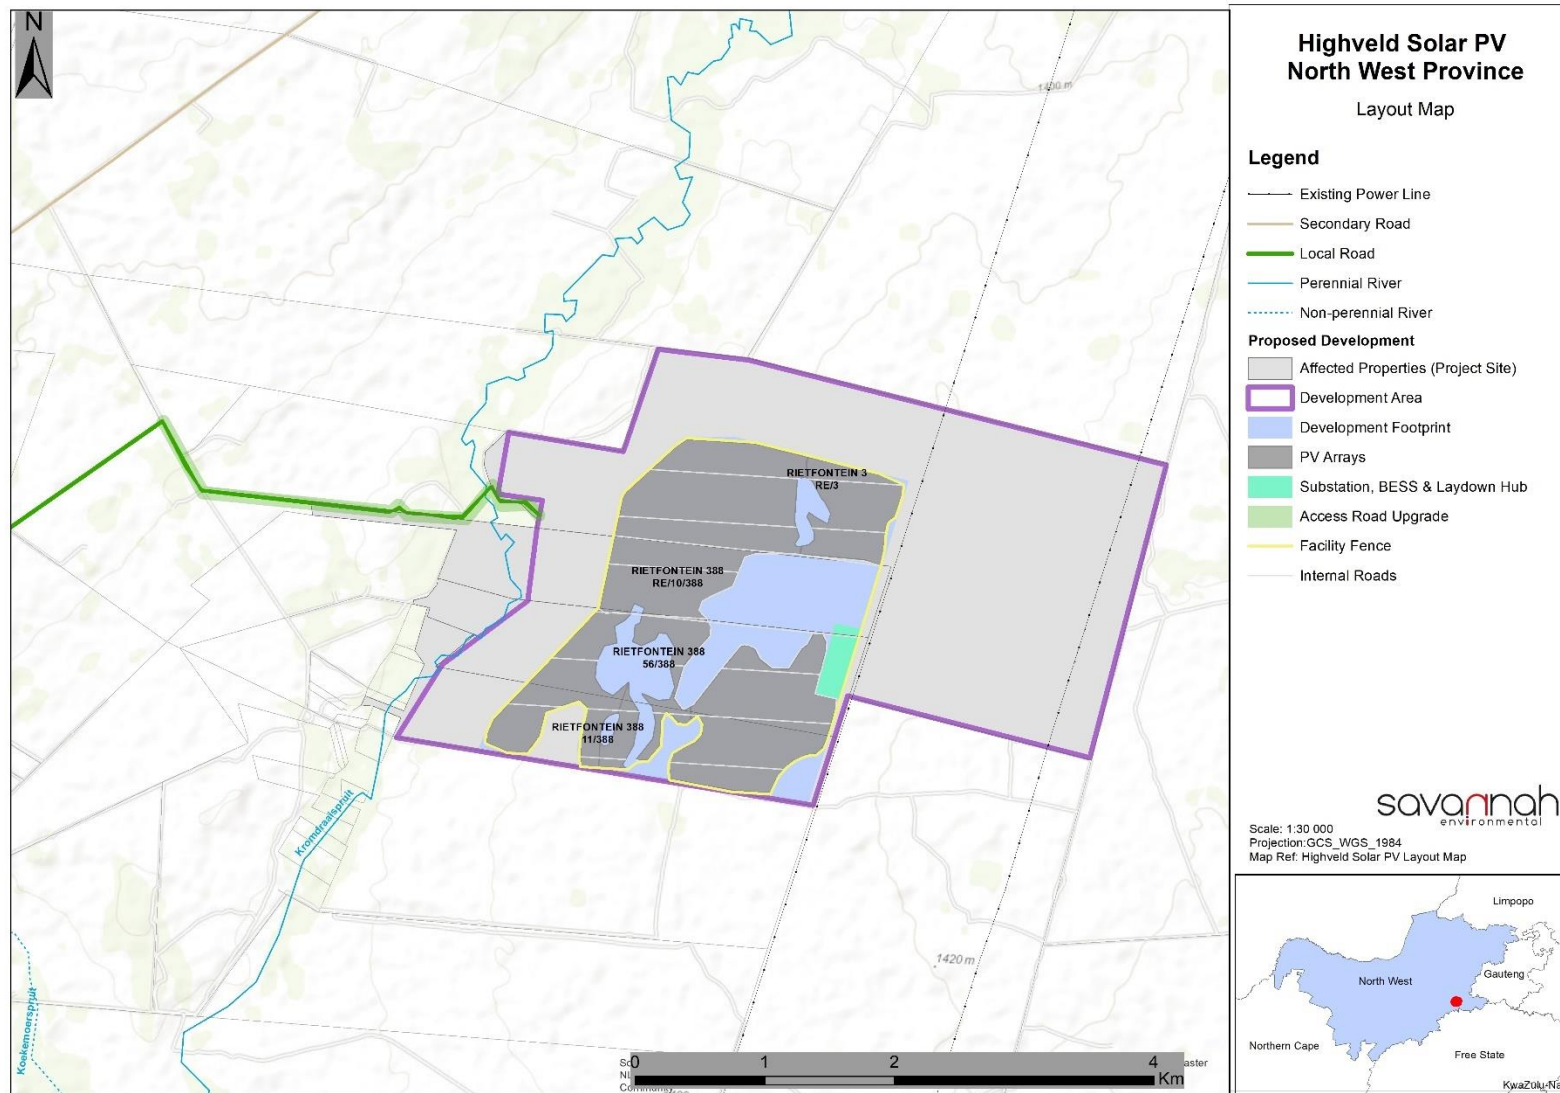 N
1400 m
RIETFONTEIN 3
RE/3
RIETFONTEIN 388
RE/10/388
RIETFONTEIN 388
56/388
RIETFONTEIN 388
11/388
Kromdraaispruit
Koekemoerspruit
1420 m
0 1 2 4
Km
Community
Highveld Solar PV
North West Province
Layout Map
Legend
Existing Power Line
Secondary Road
Local Road
Perennial River
Non-perennial River
Proposed Development
Affected Properties (Project Site)
Development Area
Development Footprint
PV Arrays
Substation, BESS & Laydown Hub
Access Road Upgrade
Facility Fence
Internal Roads
savannah
environmental
Scale: 1:30 000
Projection:GCS_WGS_1984
Map Ref: Highveld Solar PV Layout Map
Limpopo
North West
Gauteng
Northern Cape
Free State
KwaZulu-Na